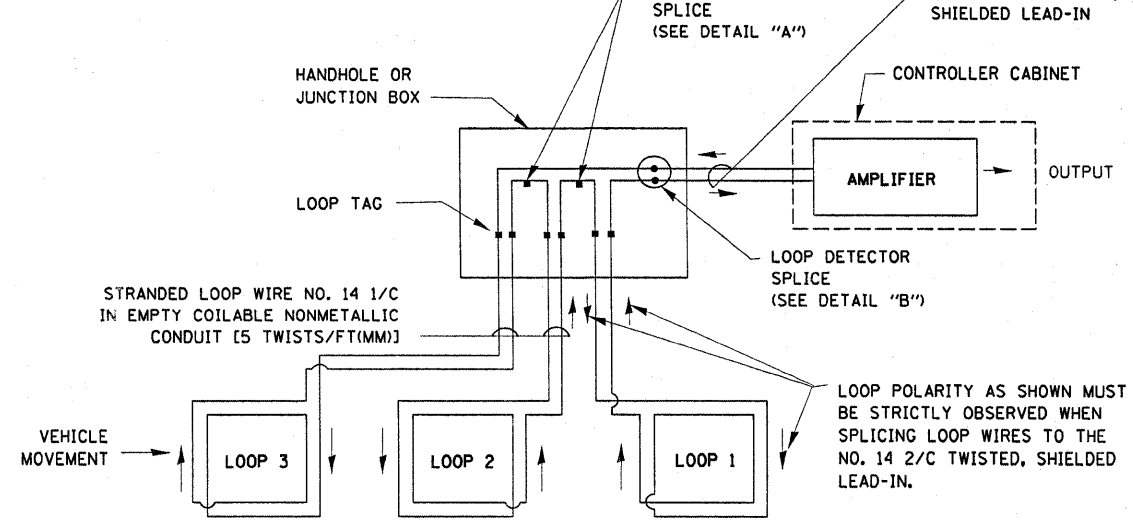 SPLICE
(SEE DETAIL "A")
SHIELDED LEAD-IN
HANDHOLE OR
JUNCTION BOX
CONTROLLER CABINET
AMPLIFIER
OUTPUT
LOOP TAG
LOOP DETECTOR
SPLICE
(SEE DETAIL "B")
STRANDED LOOP WIRE NO. 14 1/C
IN EMPTY COILABLE NONMETALLIC
CONDUIT [5 TWISTS/FT(MM)]
LOOP POLARITY AS SHOWN MUST
BE STRICTLY OBSERVED WHEN
SPLICING LOOP WIRES TO THE
NO. 14 2/C TWISTED, SHIELDED
LEAD-IN.
VEHICLE
MOVEMENT
LOOP 3
LOOP 2
LOOP 1